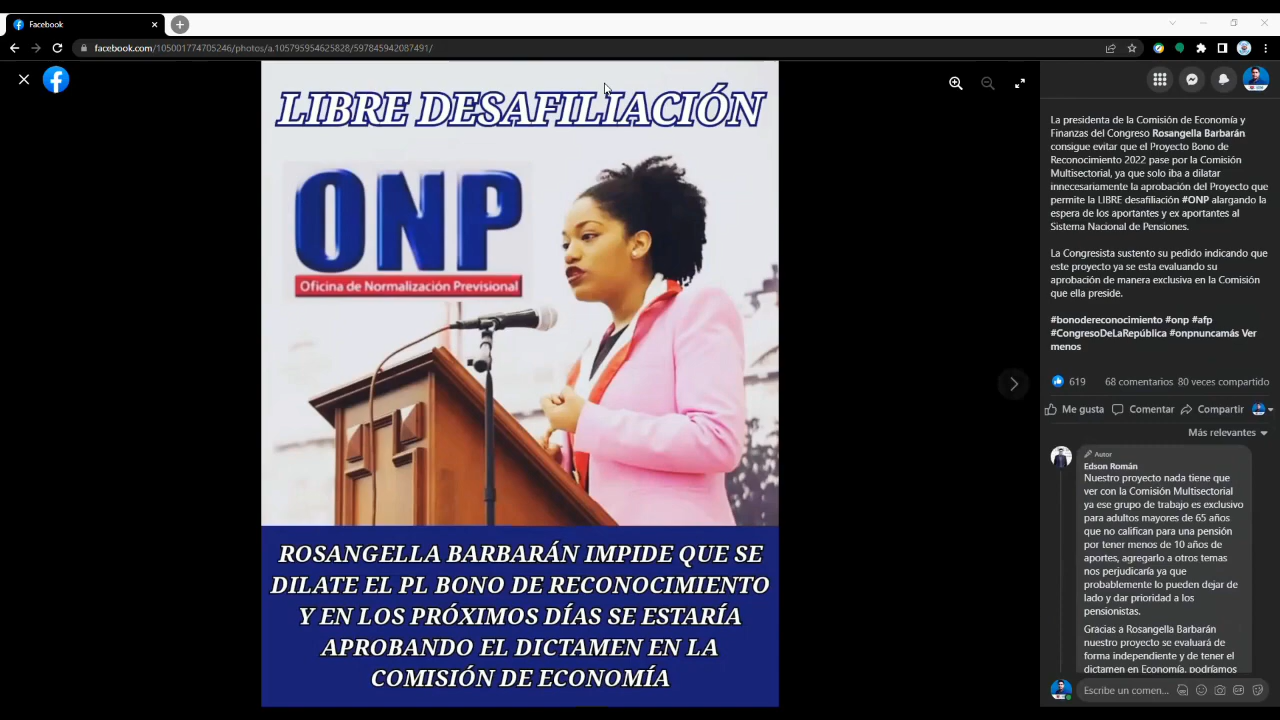 Facebook
facebook.com/105001774705246/photos/a.105795954625828/597845942087491/
LIBRE DESAFILIACIÓN
ONP
Oficina de Normalización Previsional
ROSANGELLA BARBARÁN IMPIDE QUE SE
DILATE EL PL BONO DE RECONOCIMIENTO
Y EN LOS PRÓXIMOS DÍAS SE ESTARÍA
APROBANDO EL DICTAMEN EN LA
COMISIÓN DE ECONOMÍA
La presidenta de la Comisión de Economía y
Finanzas del Congreso Rosangella Barbarán
consigue evitar que el Proyecto Bono de
Reconocimiento 2022 pase por la Comisión
Multisectorial, ya que solo iba a dilatar
innecesariamente la aprobación del Proyecto que
permite la LIBRE desafiliación #ONP alargando la
espera de los aportantes y ex aportantes al
Sistema Nacional de Pensiones.
La Congresista sustento su pedido indicando que
este proyecto ya se esta evaluando su
aprobación de manera exclusiva en la Comisión
que ella preside.
#bonodereconocimiento #onp #afp
#CongresoDeLaRepública #onpnuncamás Ver
menos
619 68 comentarios 80 veces compartido
Me gusta Comentar Compartir
Más relevantes
Autor
Edson Román
Nuestro proyecto nada tiene que
ver con la Comisión Multisectorial
ya ese grupo de trabajo es exclusivo
para adultos mayores de 65 años
que no califican para una pensión
por tener menos de 10 años de
aportes, agregarlo a otros temas
nos perjudicaría ya que
probablemente lo pueden dejar de
lado y dar prioridad a los
pensionistas.
Gracias a Rosangella Barbarán
nuestro proyecto se evaluará de
forma independiente y de tener el
dictamen en Economía, podríamos
Escribe un comen...